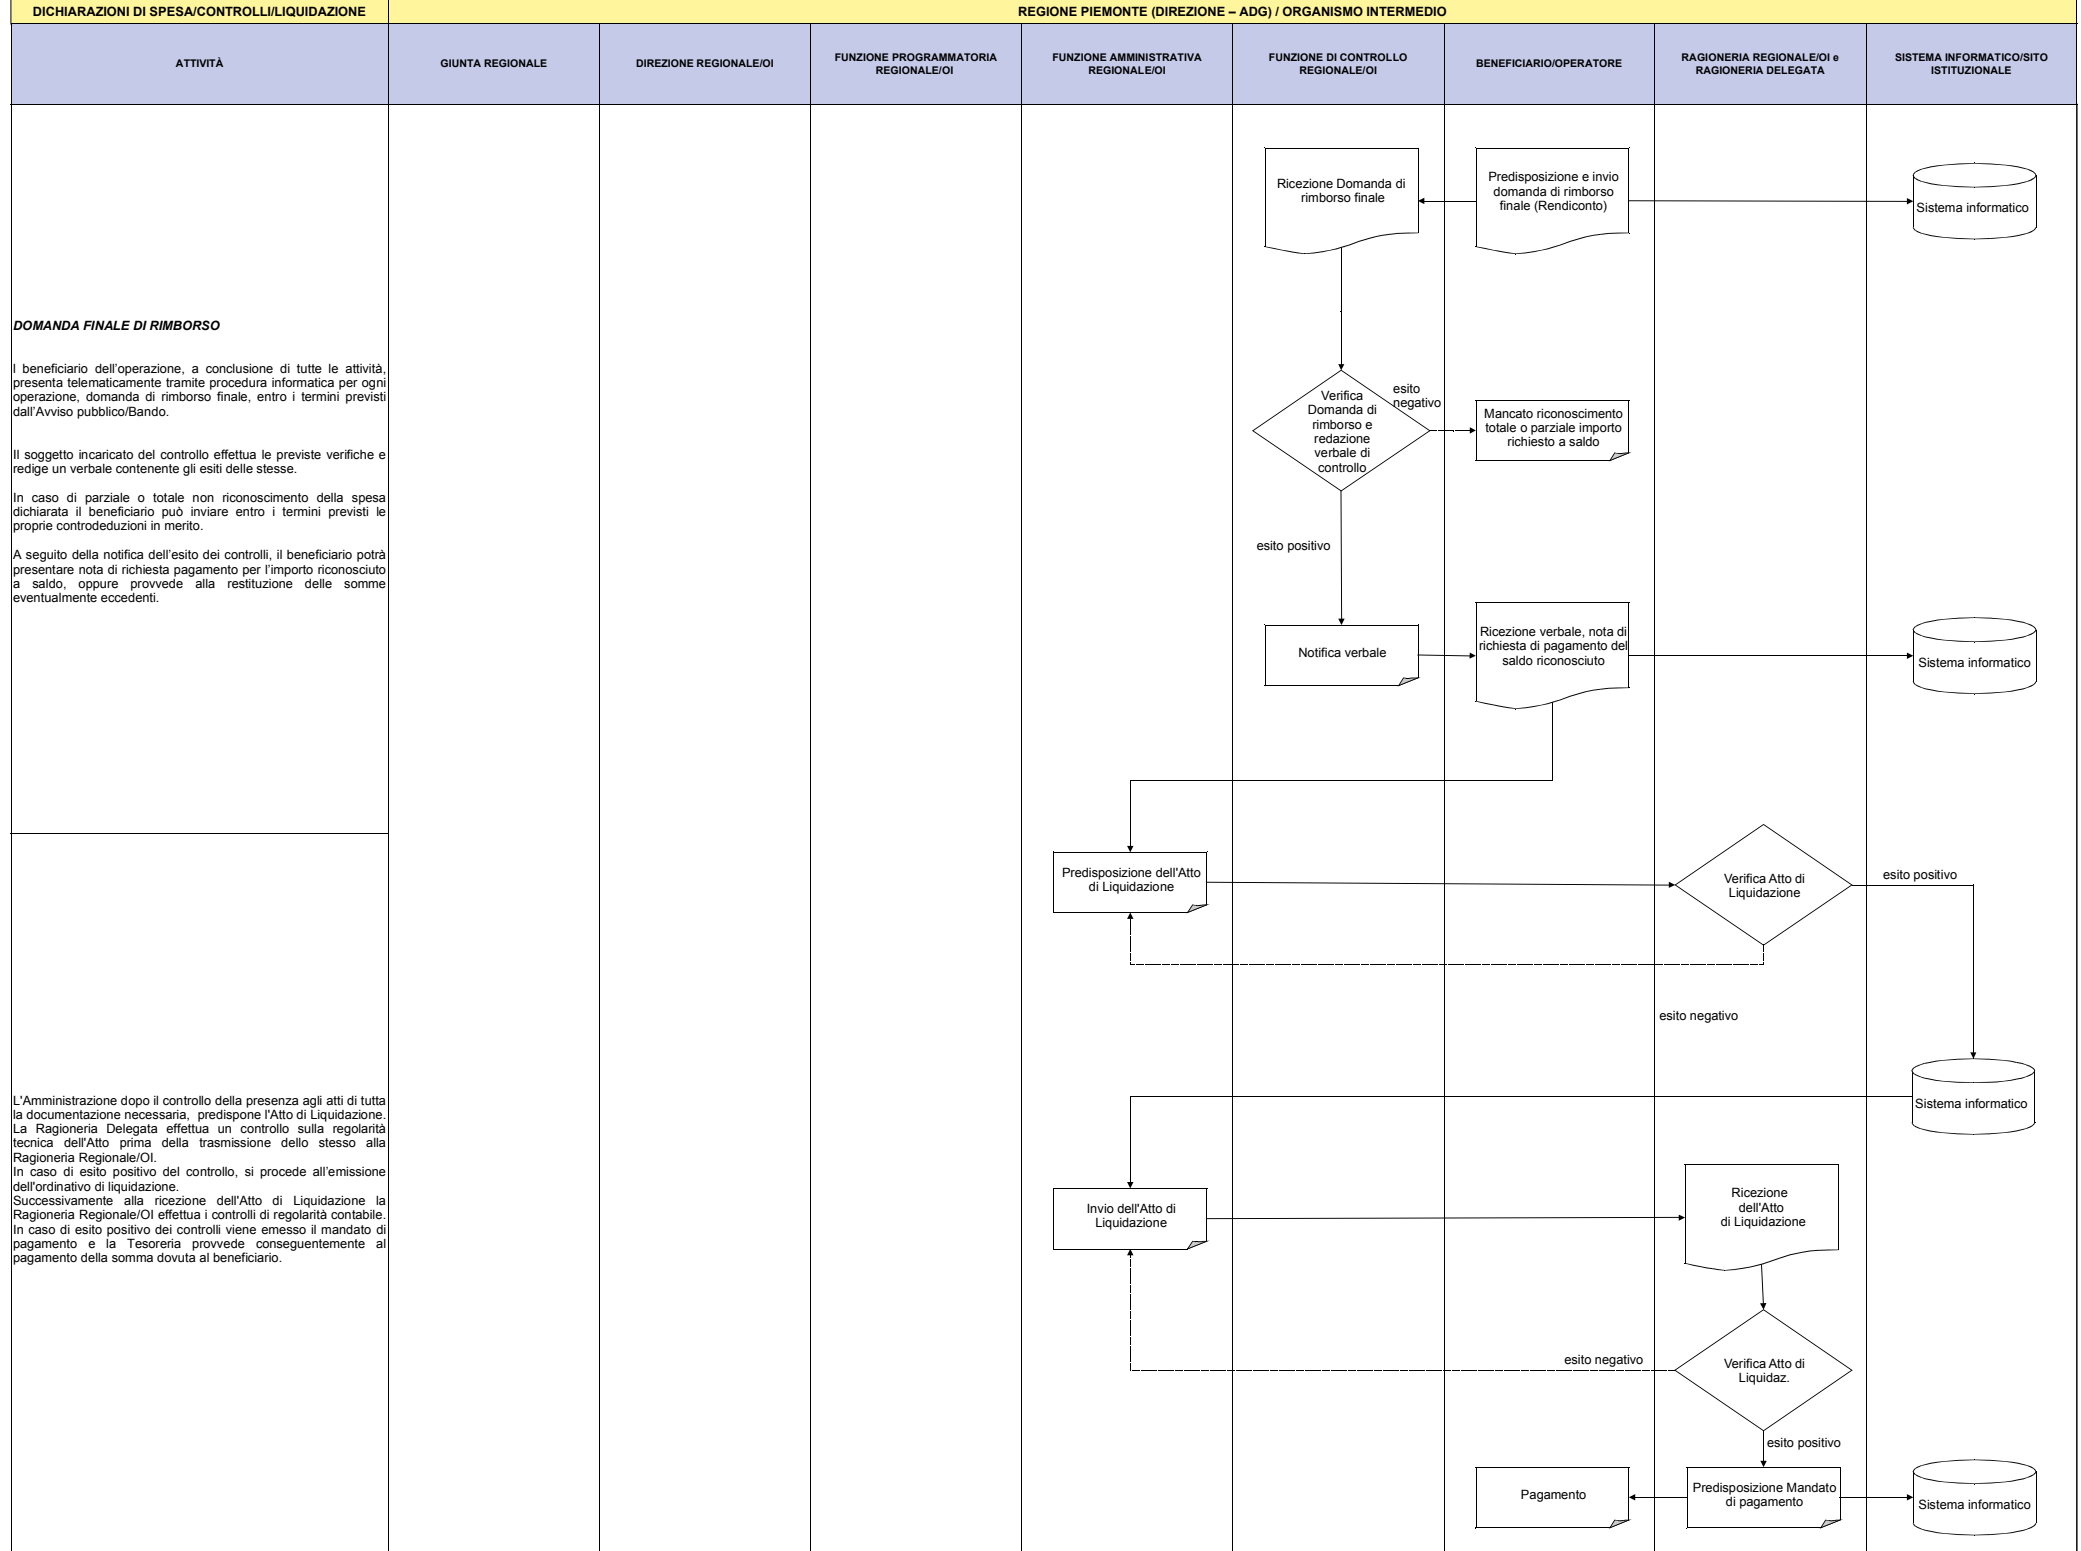 DICHIARAZIONI DI SPESA/CONTROLLI/LIQUIDAZIONE
REGIONE PIEMONTE (DIREZIONE – ADG) / ORGANISMO INTERMEDIO
ATTIVITÀ
GIUNTA REGIONALE
DIREZIONE REGIONALE/OI
FUNZIONE PROGRAMMATORIA
REGIONALE/OI
FUNZIONE AMMINISTRATIVA
REGIONALE/OI
FUNZIONE DI CONTROLLO
REGIONALE/OI
BENEFICIARIO/OPERATORE
RAGIONERIA REGIONALE/OI e
RAGIONERIA DELEGATA
SISTEMA INFORMATICO/SITO
ISTITUZIONALE
DOMANDA FINALE DI RIMBORSO
l beneficiario dell'operazione, a conclusione di tutte le attività,
presenta telematicamente tramite procedura informatica per ogni
operazione, domanda di rimborso finale, entro i termini previsti
dall'Avviso pubblico/Bando.
Il soggetto incaricato del controllo effettua le previste verifiche e
redige un verbale contenente gli esiti delle stesse.
In caso di parziale o totale non riconoscimento della spesa
dichiarata il beneficiario può inviare entro i termini previsti le
proprie controdeduzioni in merito.
A seguito della notifica dell'esito dei controlli, il beneficiario potrà
presentare nota di richiesta pagamento per l'importo riconosciuto
a saldo, oppure provvede alla restituzione delle somme
eventualmente eccedenti.
Ricezione Domanda di
rimborso finale
Predisposizione e invio
domanda di rimborso
finale (Rendiconto)
Sistema informatico
Verifica
Domanda di
rimborso e
redazione
verbale di
controllo
esito
negativo
Mancato riconoscimento
totale o parziale importo
richiesto a saldo
esito positivo
Notifica verbale
Ricezione verbale, nota di
richiesta di pagamento del
saldo riconosciuto
Sistema informatico
Predisposizione dell'Atto
di Liquidazione
Verifica Atto di
Liquidazione
esito positivo
esito negativo
Sistema informatico
L'Amministrazione dopo il controllo della presenza agli atti di tutta
la documentazione necessaria, predispone l'Atto di Liquidazione.
La Ragioneria Delegata effettua un controllo sulla regolarità
tecnica dell'Atto prima della trasmissione dello stesso alla
Ragioneria Regionale/OI.
In caso di esito positivo del controllo, si procede all'emissione
dell'ordinativo di liquidazione.
Successivamente alla ricezione dell'Atto di Liquidazione la
Ragioneria Regionale/OI effettua i controlli di regolarità contabile.
In caso di esito positivo dei controlli viene emesso il mandato di
pagamento e la Tesoreria provvede conseguentemente al
pagamento della somma dovuta al beneficiario.
Invio dell'Atto di
Liquidazione
Ricezione
dell'Atto
di Liquidazione
esito negativo
Verifica Atto di
Liquidaz.
esito positivo
Pagamento
Predisposizione Mandato
di pagamento
Sistema informatico